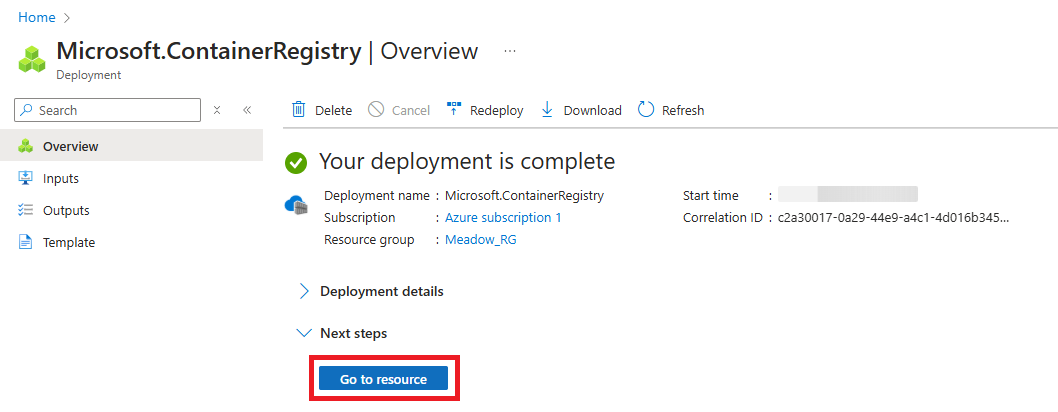 Home >
Microsoft.ContainerRegistry | Overview ...
Deployment
Search
Delete Cancel Redeploy Download Refresh
Overview
Inputs
Outputs
Template
Your deployment is complete
Deployment name : Microsoft.ContainerRegistry
Subscription : Azure subscription 1
Resource group : Meadow_RG
Start time :
Correlation ID : c2a30017-0a29-44e9-a4c1-4d016b345...
Deployment details
Next steps
Go to resource